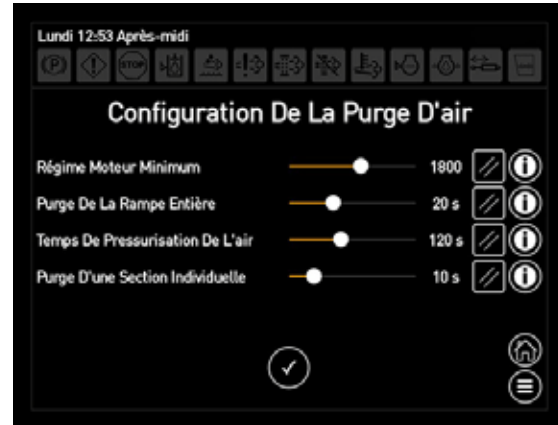 Lundi 12:53 Après-midi
STOP
Configuration De La Purge D'air
Régime Moteur Minimum 1800
Purge De La Rampe Entière 20 s
Temps De Pressurisation De L'air 120 s
Purge D'une Section Individuelle 10 s